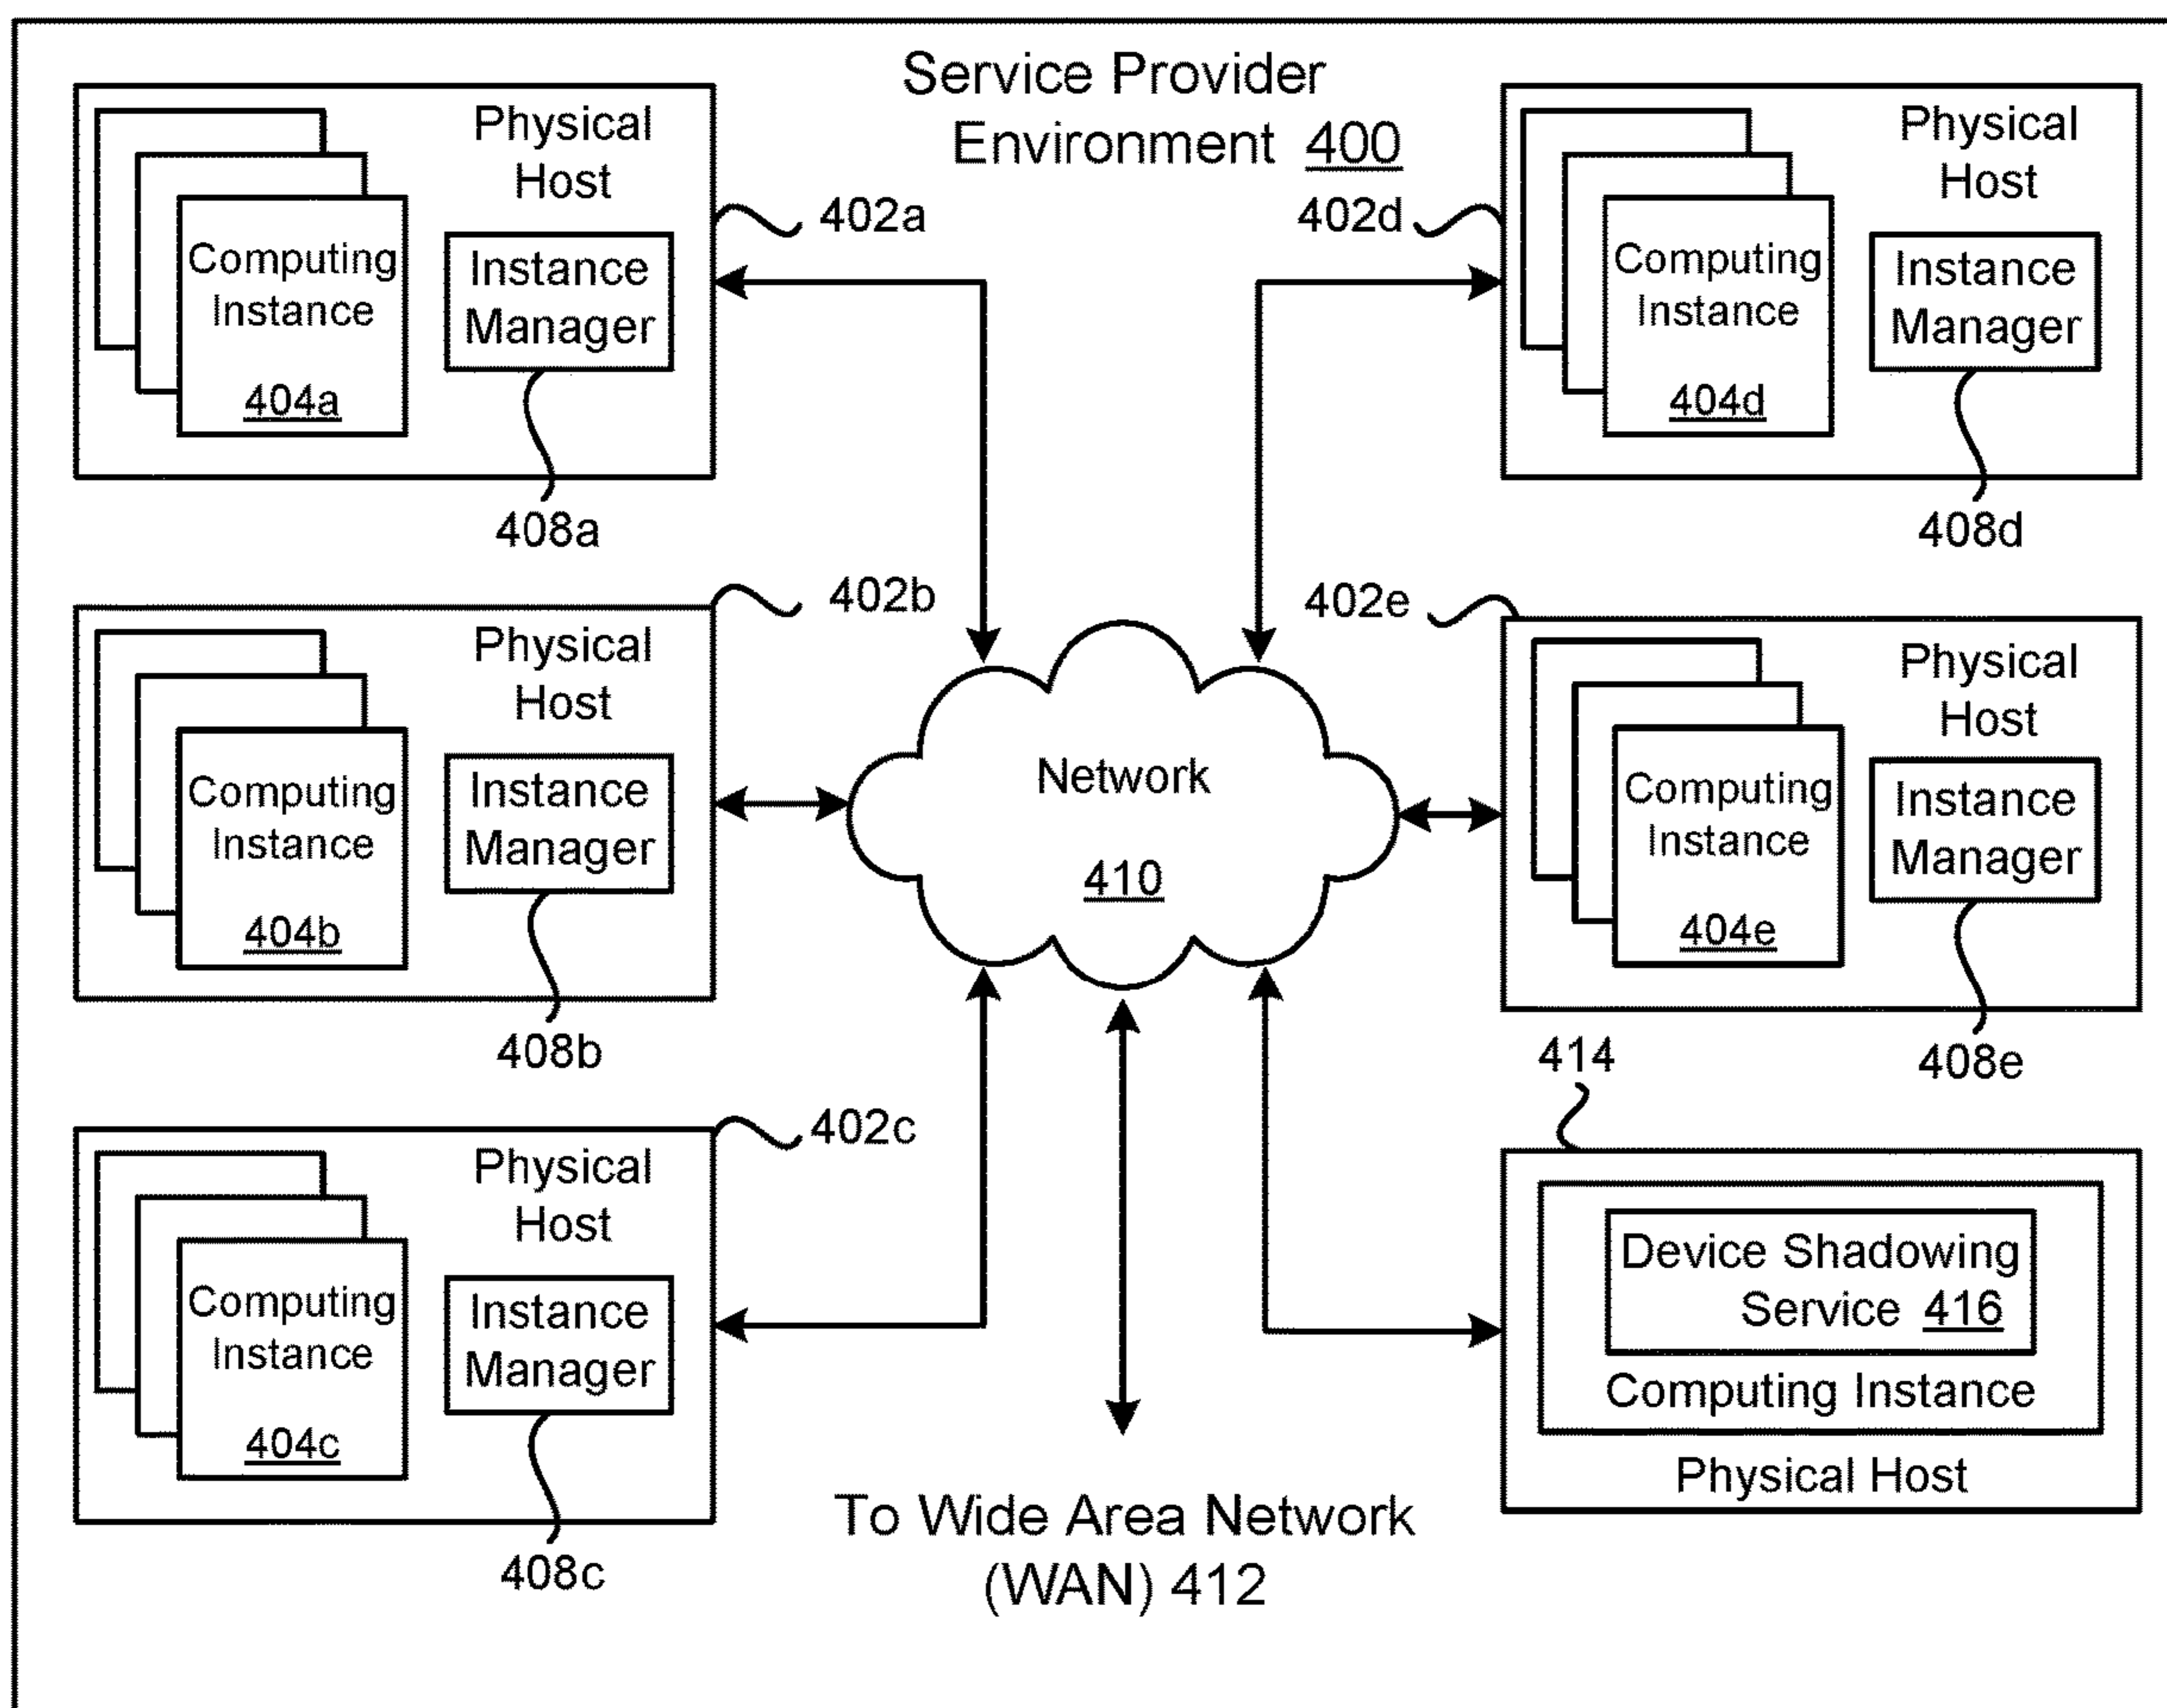 Service Provider
Environment 400
Physical
Host
Computing
Instance
404a
Instance
Manager
402a
408a
Physical
Host
Computing
Instance
404b
Instance
Manager
402b
408b
Physical
Host
Computing
Instance
404c
Instance
Manager
402c
408c
Network
410
To Wide Area Network
(WAN) 412
402d
Physical
Host
Computing
Instance
404d
Instance
Manager
408d
402e
Physical
Host
Computing
Instance
404e
Instance
Manager
408e
414
Device Shadowing
Service 416
Computing Instance
Physical Host